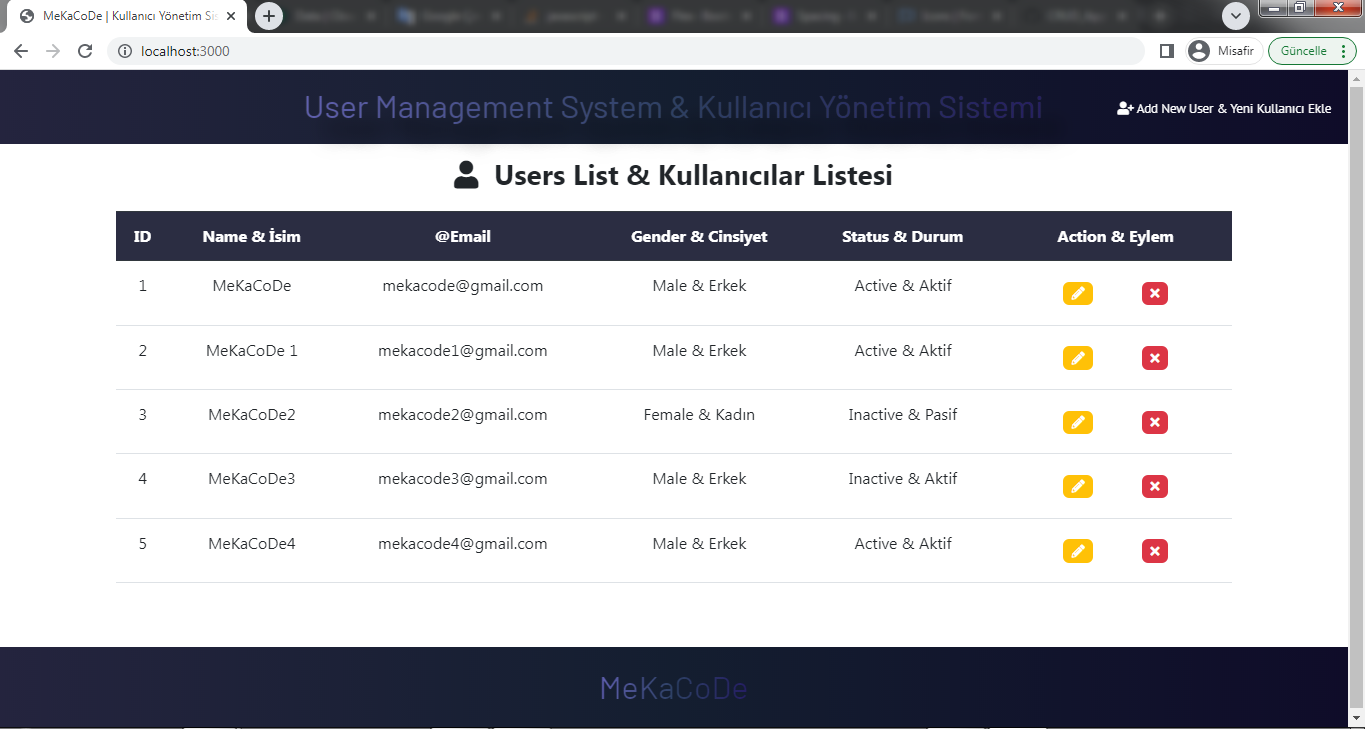 MeKaCoDe | Kullanıcı Yönetim Sis
localhost:3000
Misafir
Güncelle
User Management System & Kullanıcı Yönetim Sistemi
Add New User & Yeni Kullanıcı Ekle
Users List & Kullanıcılar Listesi
ID Name & İsim @Email Gender & Cinsiyet Status & Durum Action & Eylem
1 MeKaCoDe mekacode@gmail.com Male & Erkek Active & Aktif
2 MeKaCoDe 1 mekacode1@gmail.com Male & Erkek Active & Aktif
3 MeKaCoDe2 mekacode2@gmail.com Female & Kadın Inactive & Pasif
4 MeKaCoDe3 mekacode3@gmail.com Male & Erkek Inactive & Aktif
5 MeKaCoDe4 mekacode4@gmail.com Male & Erkek Active & Aktif
MeKaCoDe